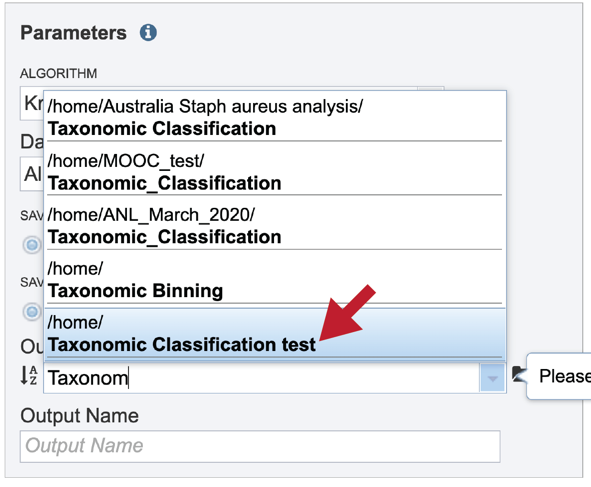 Parameters
ALGORITHM
Kr
/home/Australia Staph aureus analysis/
Taxonomic Classification
Da
/home/MOOC_test/
Taxonomic_Classification
Al
SAV
/home/ANL_March_2020/
Taxonomic_Classification
/home/
Taxonomic Binning
SAV
/home/
Taxonomic Classification test
Ou
AZ
Taxonom
Please
Output Name
Output Name